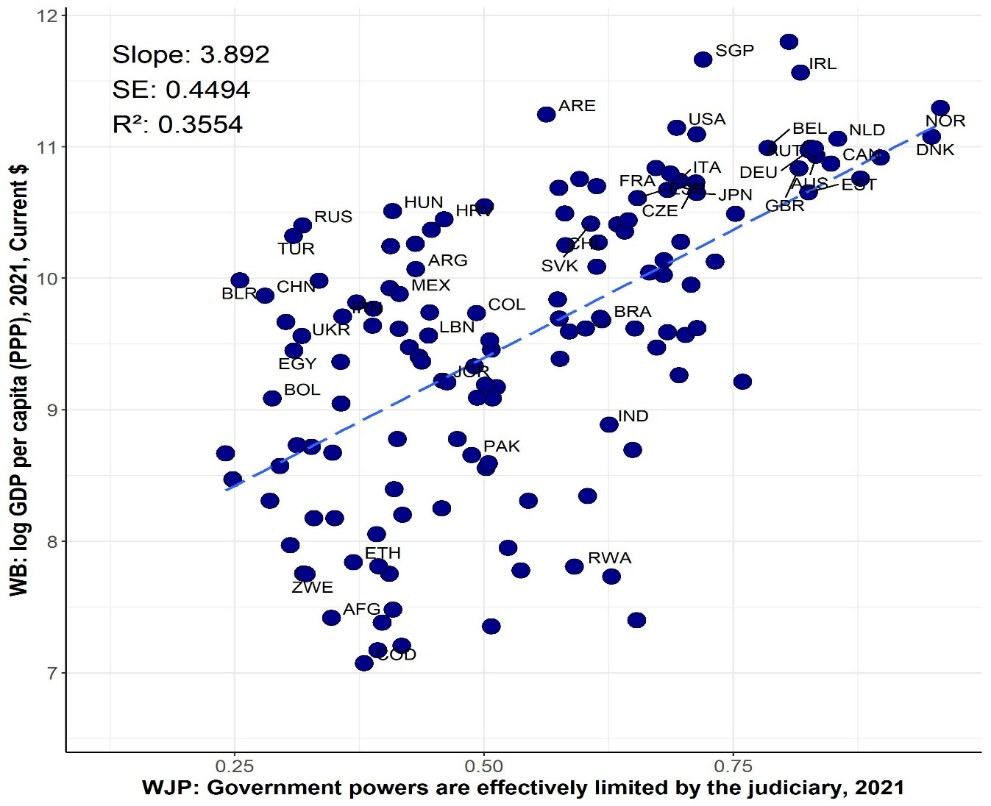 12
11
10
9
8
7
WB: log GDP per capita (PPP), 2021, Current $
Slope: 3.892
SE: 0.4494
R²: 0.3554
SGP
IRL
ARE
USA
NOR
BEL
NLD
AUT
CAN
DNK
DEU
ITA
FRA
AUS
EST
JPN
GBR
CZE
HUN
HRV
RUS
TUR
SVK
ARG
CHN
BLR
MEX
COL
BRA
UKR
LBN
EGY
JOR
BOL
IND
PAK
ETH
RWA
ZWE
AFG
COD
0.25 0.50 0.75
WJP: Government powers are effectively limited by the judiciary, 2021